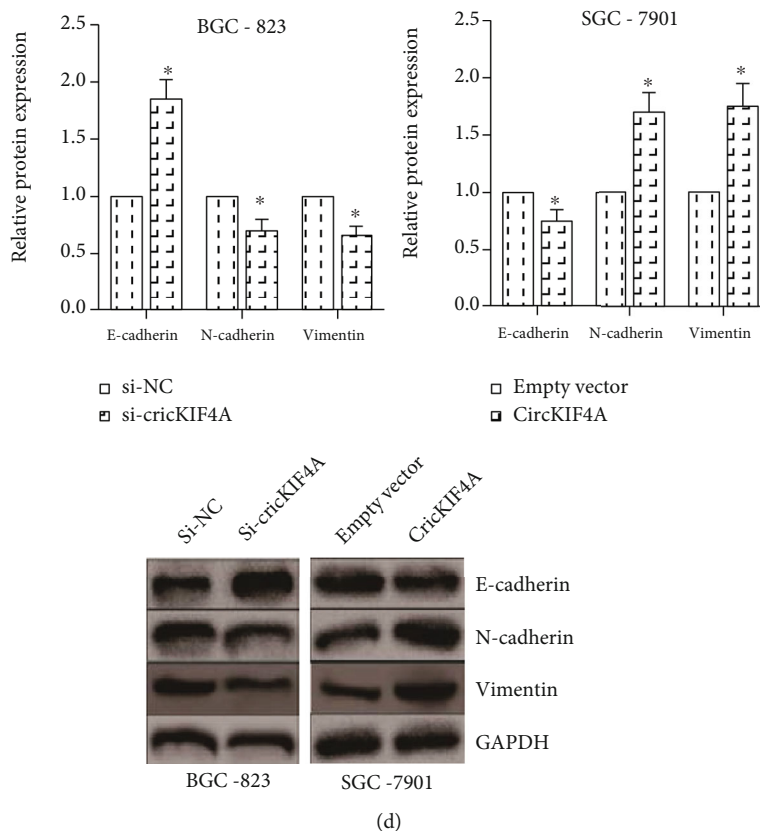 BGC - 823
Relative protein expression
2.5
2.0
1.5
1.0
0.5
0.0
*
*
*
E-cadherin
N-cadherin
Vimentin
si-NC
si-cricKIF4A
SGC - 7901
Relative protein expression
2.5
2.0
1.5
1.0
0.5
0.0
*
*
*
E-cadherin
N-cadherin
Vimentin
Empty vector
CircKIF4A
Si-NC
Si-cricKIF4A
Empty vector
CricKIF4A
E-cadherin
N-cadherin
Vimentin
GAPDH
BGC -823
SGC -7901
(d)